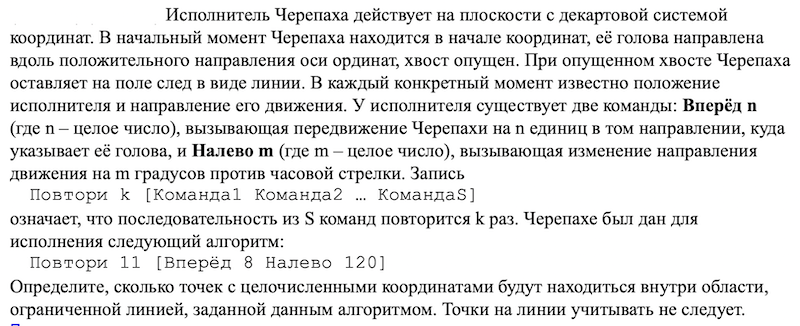 Исполнитель Черепаха действует на плоскости с декартовой системой
координат. В начальный момент Черепаха находится в начале координат, её голова направлена
вдоль положительного направления оси ординат, хвост опущен. При опущенном хвосте Черепаха
оставляет на поле след в виде линии. В каждый конкретный момент известно положение
исполнителя и направление его движения. У исполнителя существует две команды: Вперёд n
(где n – целое число), вызывающая передвижение Черепахи на n единиц в том направлении, куда
указывает её голова, и Налево m (где m – целое число), вызывающая изменение направления
движения на m градусов против часовой стрелки. Запись
Повтори k [Команда1 Команда2 … КомандаS]
означает, что последовательность из S команд повторится k раз. Черепахе был дан для
исполнения следующий алгоритм:
Повтори 11 [Вперёд 8 Налево 120]
Определите, сколько точек с целочисленными координатами будут находиться внутри области,
ограниченной линией, заданной данным алгоритмом. Точки на линии учитывать не следует.